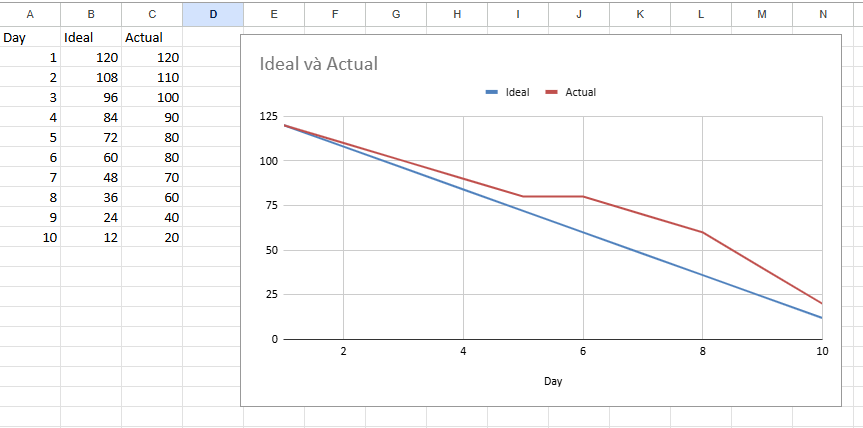 A B C D E F G H I J K L M N
Day Ideal Actual
1 120 120
2 108 110
3 96 100
4 84 90
5 72 80
6 60 80
7 48 70
8 36 60
9 24 40
10 12 20
Ideal và Actual
Ideal Actual
125
100
75
50
25
0
2 4 6 8 10
Day